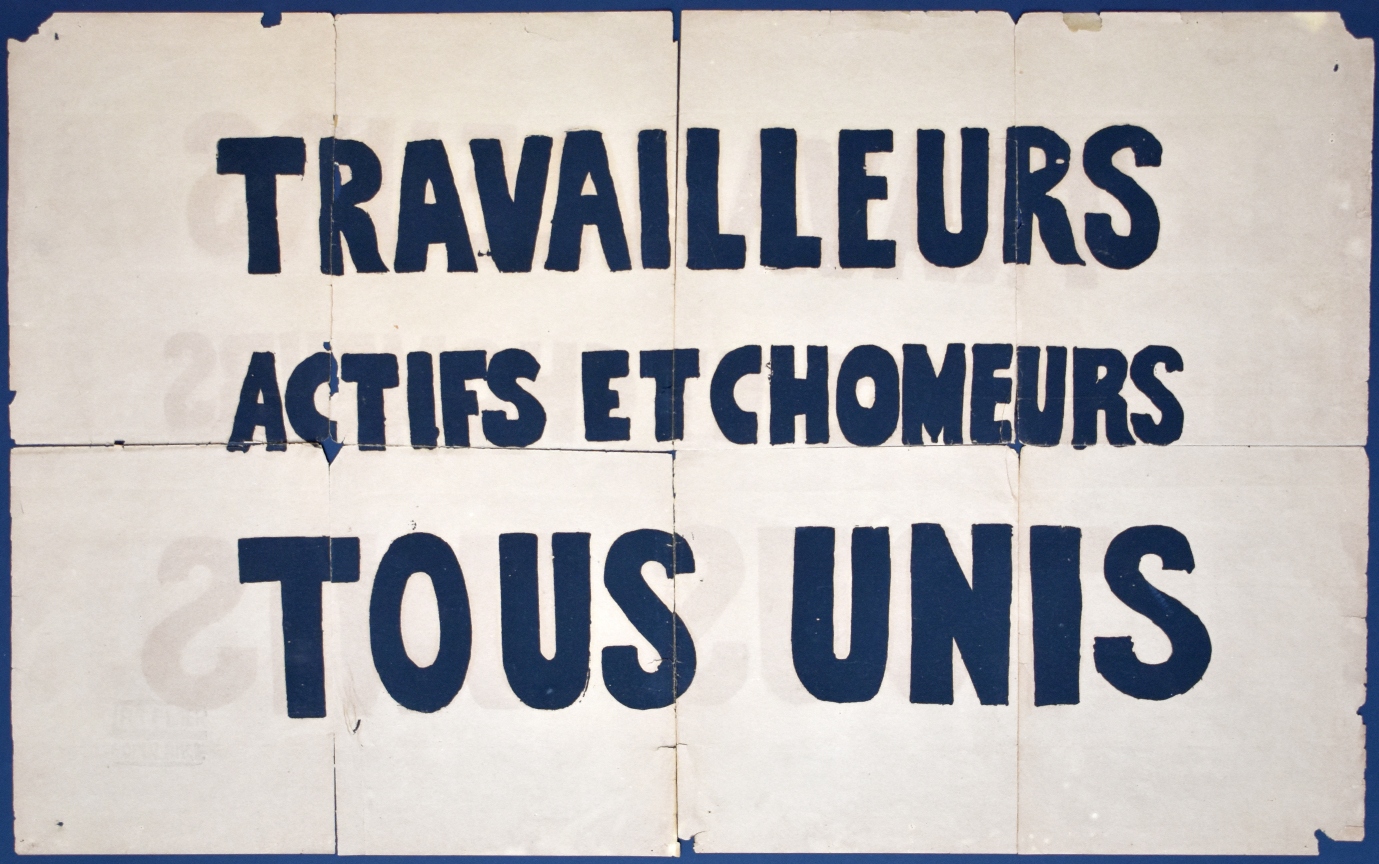 TRAVAILLEURS
ACTIFS ET CHOMEURS
TOUS UNIS